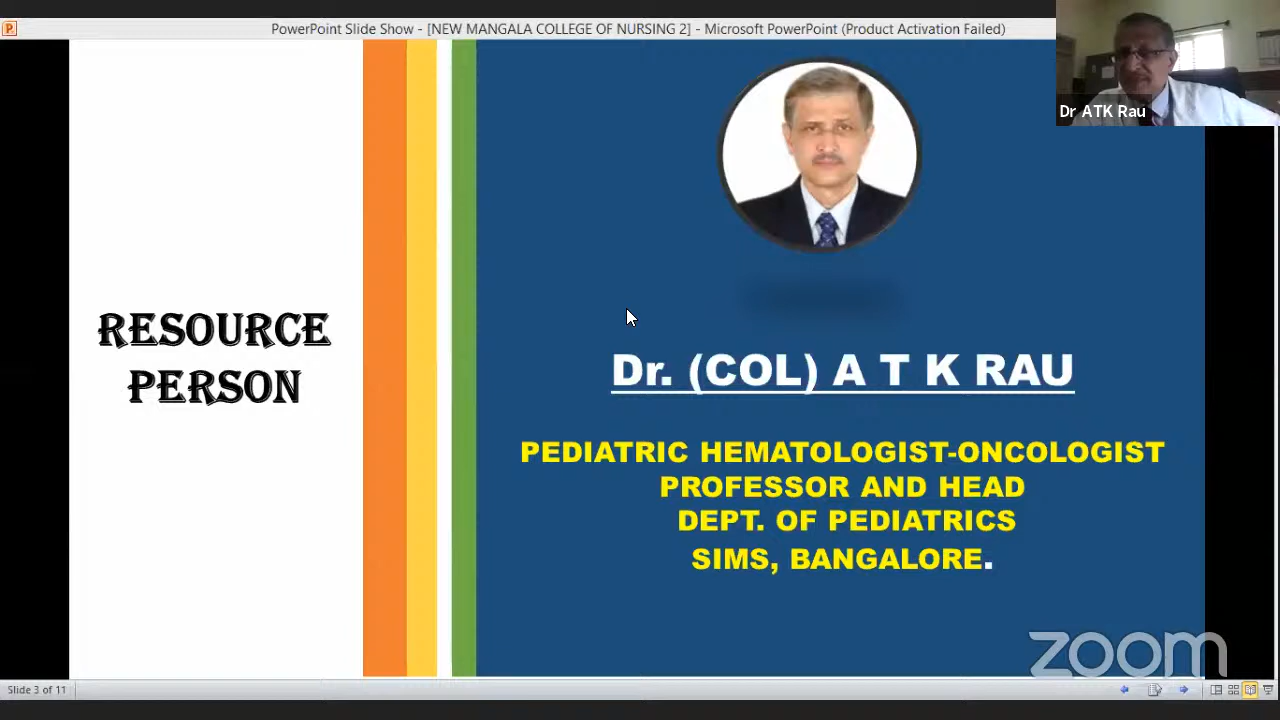 PowerPoint Slide Show - [NEW MANGALA COLLEGE OF NURSING 2] - Microsoft PowerPoint (Product Activation Failed)
Dr ATK Rau
RESOURCE
PERSON
Dr. (COL) A T K RAU
PEDIATRIC HEMATOLOGIST-ONCOLOGIST
PROFESSOR AND HEAD
DEPT. OF PEDIATRICS
SIMS, BANGALORE.
zoom
Slide 3 of 11